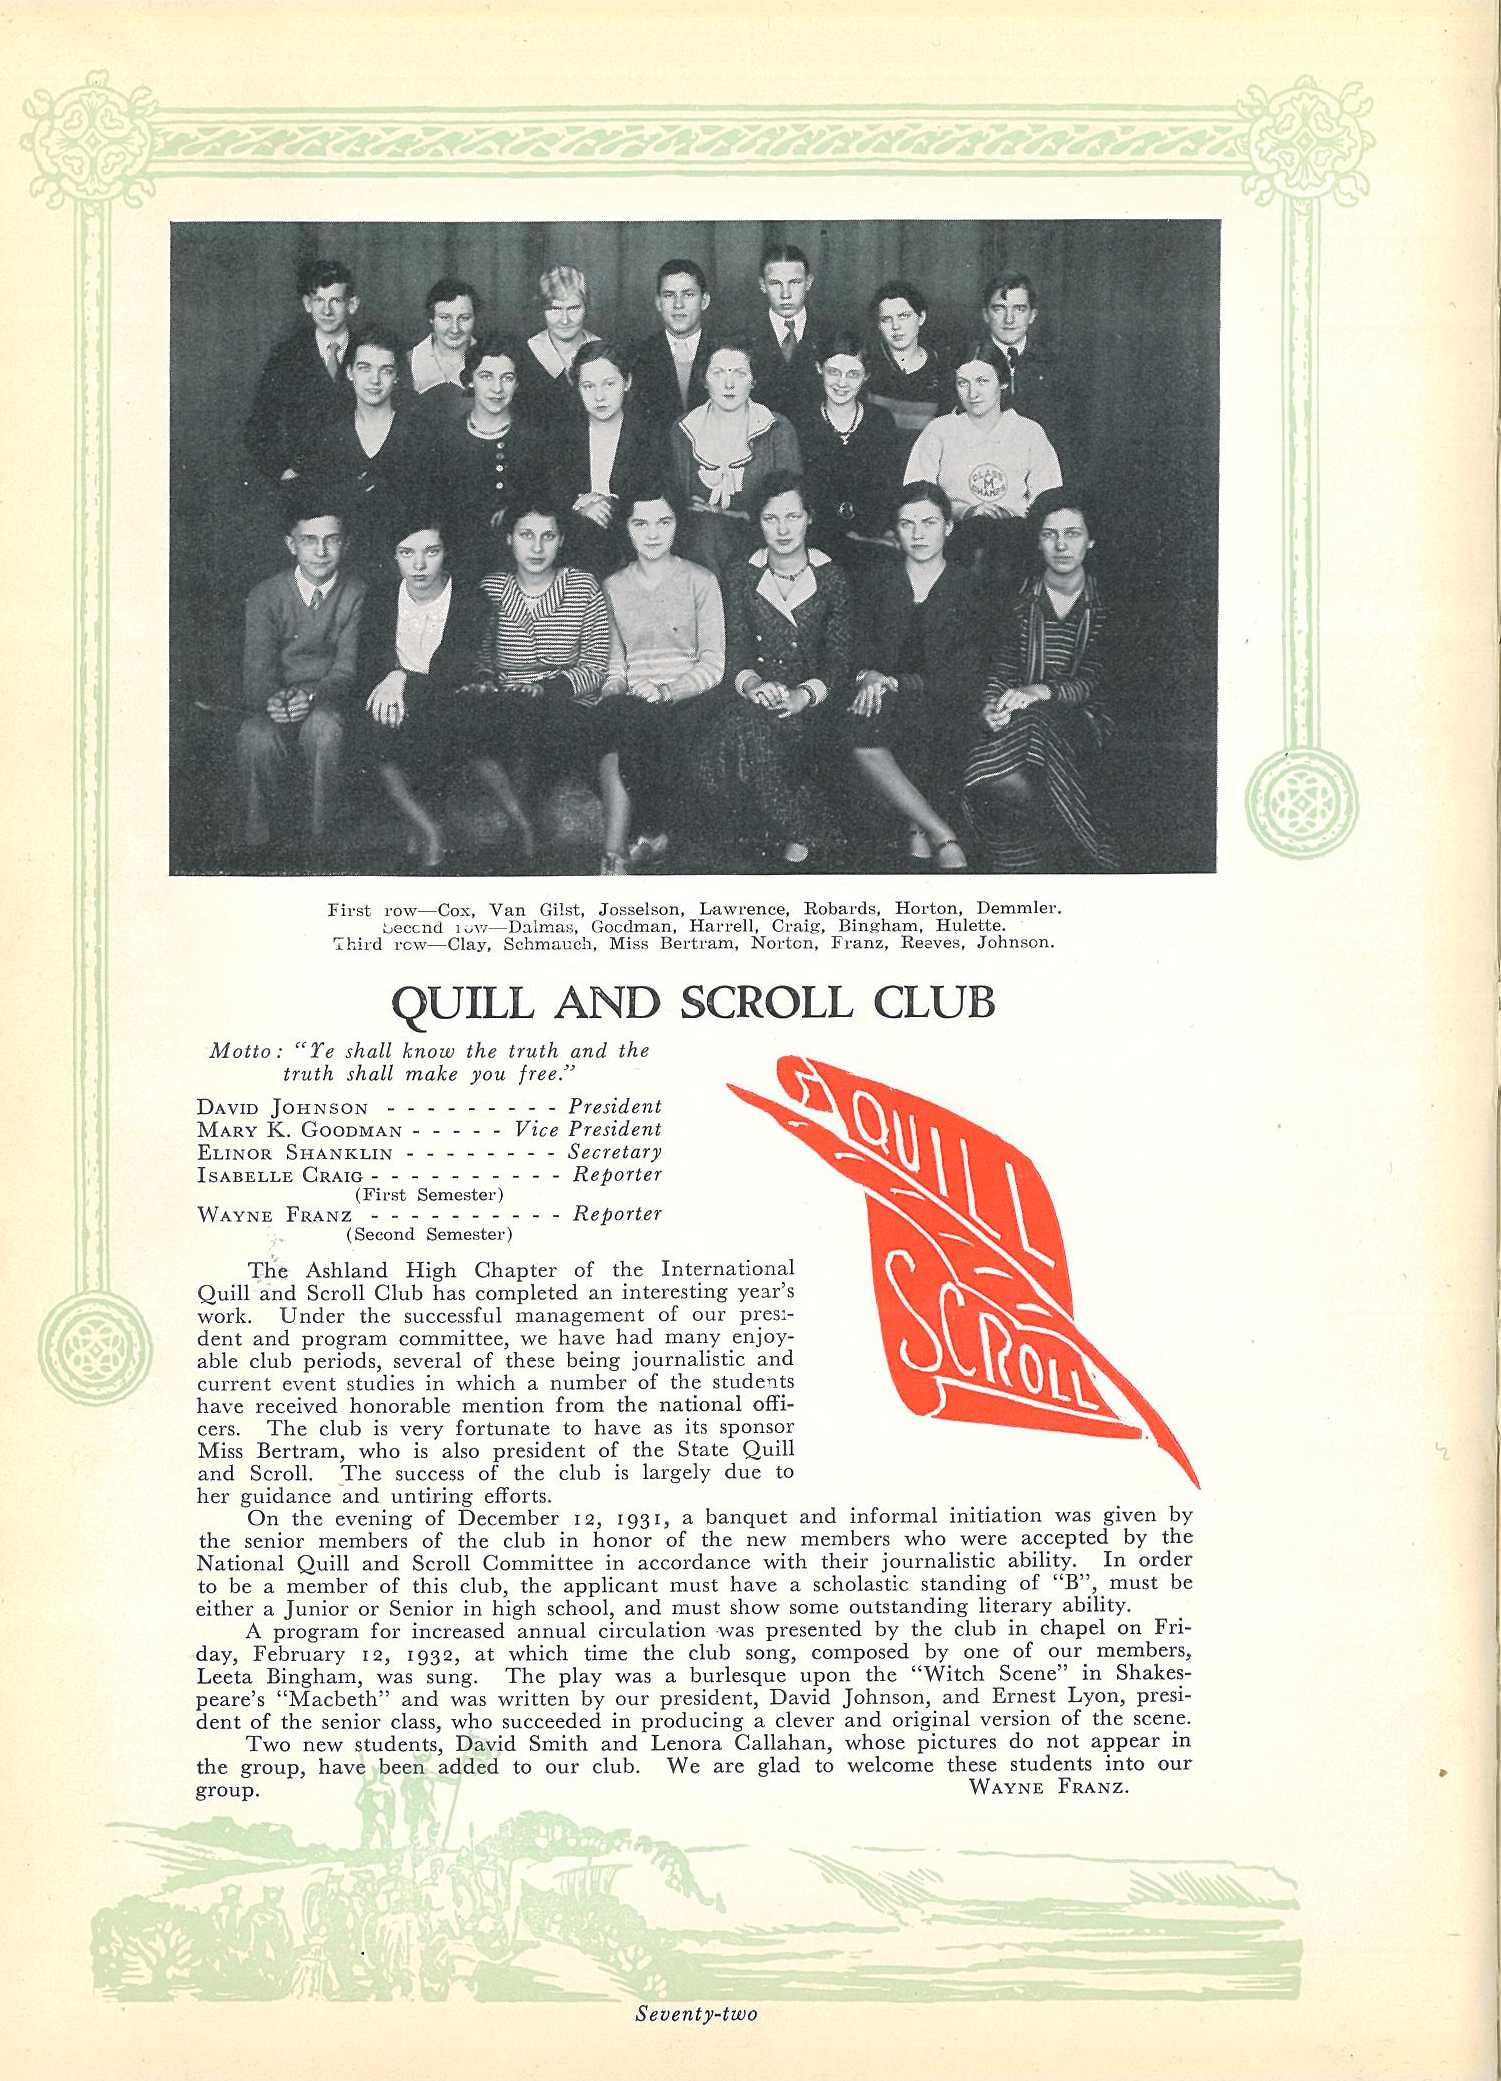 CLASS
M
CHAMPS
First row—Cox, Van Gilst, Josselson, Lawrence, Robards, Horton, Demmler.
Second row—Dalmas, Goodman, Harrell, Craig, Bingham, Hulette.
Third row—Clay, Schmauch, Miss Bertram, Norton, Franz, Reeves, Johnson.
QUILL AND SCROLL CLUB
Motto: “Ye shall know the truth and the
truth shall make you free.”
DAVID JOHNSON - - - - - - - - - President
MARY K. GOODMAN - - - - - Vice President
ELINOR SHANKLIN - - - - - - - - Secretary
ISABELLE CRAIG - - - - - - - - - - Reporter
(First Semester)
WAYNE FRANZ - - - - - - - - - - Reporter
(Second Semester)
QUILL
SCROLL
The Ashland High Chapter of the International
Quill and Scroll Club has completed an interesting year’s
work. Under the successful management of our presi-
dent and program committee, we have had many enjoy-
able club periods, several of these being journalistic and
current event studies in which a number of the students
have received honorable mention from the national offi-
cers. The club is very fortunate to have as its sponsor
Miss Bertram, who is also president of the State Quill
and Scroll. The success of the club is largely due to
her guidance and untiring efforts.
On the evening of December 12, 1931, a banquet and informal initiation was given by
the senior members of the club in honor of the new members who were accepted by the
National Quill and Scroll Committee in accordance with their journalistic ability. In order
to be a member of this club, the applicant must have a scholastic standing of “B”, must be
either a Junior or Senior in high school, and must show some outstanding literary ability.
A program for increased annual circulation was presented by the club in chapel on Fri-
day, February 12, 1932, at which time the club song, composed by one of our members,
Leeta Bingham, was sung. The play was a burlesque upon the “Witch Scene” in Shakes-
peare’s “Macbeth” and was written by our president, David Johnson, and Ernest Lyon, presi-
dent of the senior class, who succeeded in producing a clever and original version of the scene.
Two new students, David Smith and Lenora Callahan, whose pictures do not appear in
the group, have been added to our club. We are glad to welcome these students into our
group. WAYNE FRANZ.
Seventy-two